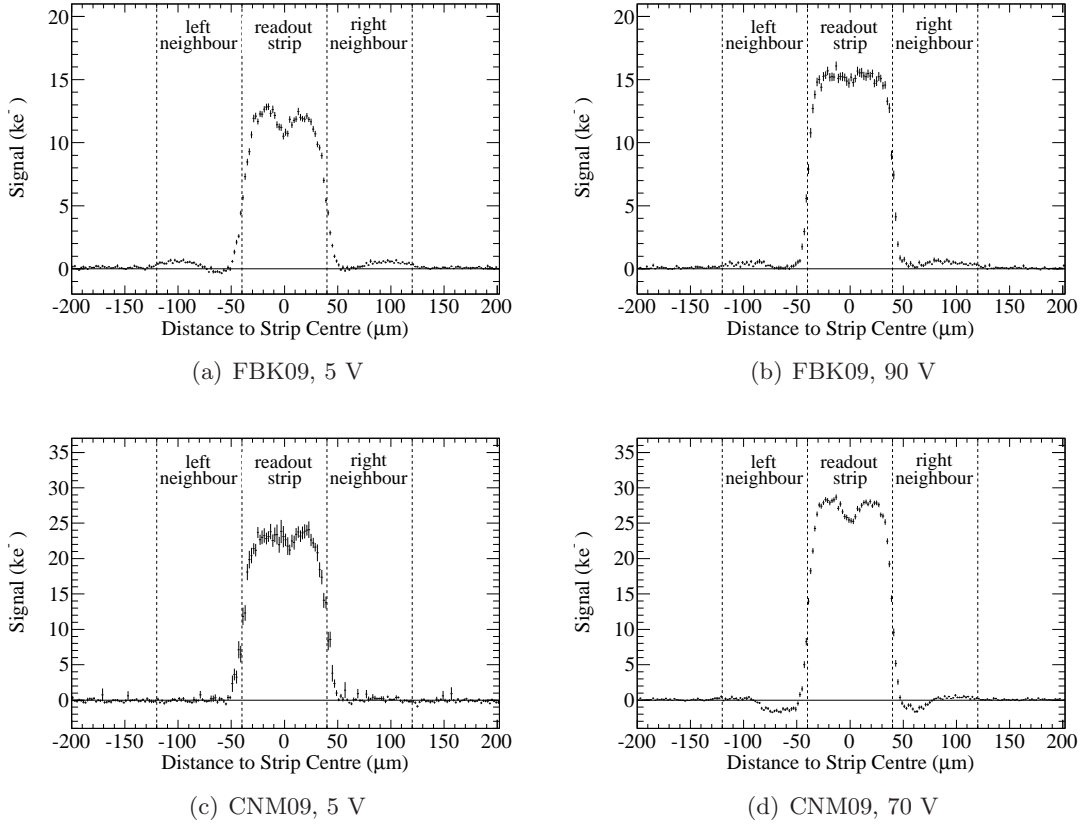 Signal (ke-)
20
15
10
5
0
left neighbour
readout strip
right neighbour
-200 -150 -100 -50 0 50 100 150 200
Distance to Strip Centre (μm)
(a) FBK09, 5 V
Signal (ke-)
20
15
10
5
0
left neighbour
readout strip
right neighbour
-200 -150 -100 -50 0 50 100 150 200
Distance to Strip Centre (μm)
(b) FBK09, 90 V
Signal (ke-)
35
30
25
20
15
10
5
0
left neighbour
readout strip
right neighbour
-200 -150 -100 -50 0 50 100 150 200
Distance to Strip Centre (μm)
(c) CNM09, 5 V
Signal (ke-)
35
30
25
20
15
10
5
0
left neighbour
readout strip
right neighbour
-200 -150 -100 -50 0 50 100 150 200
Distance to Strip Centre (μm)
(d) CNM09, 70 V